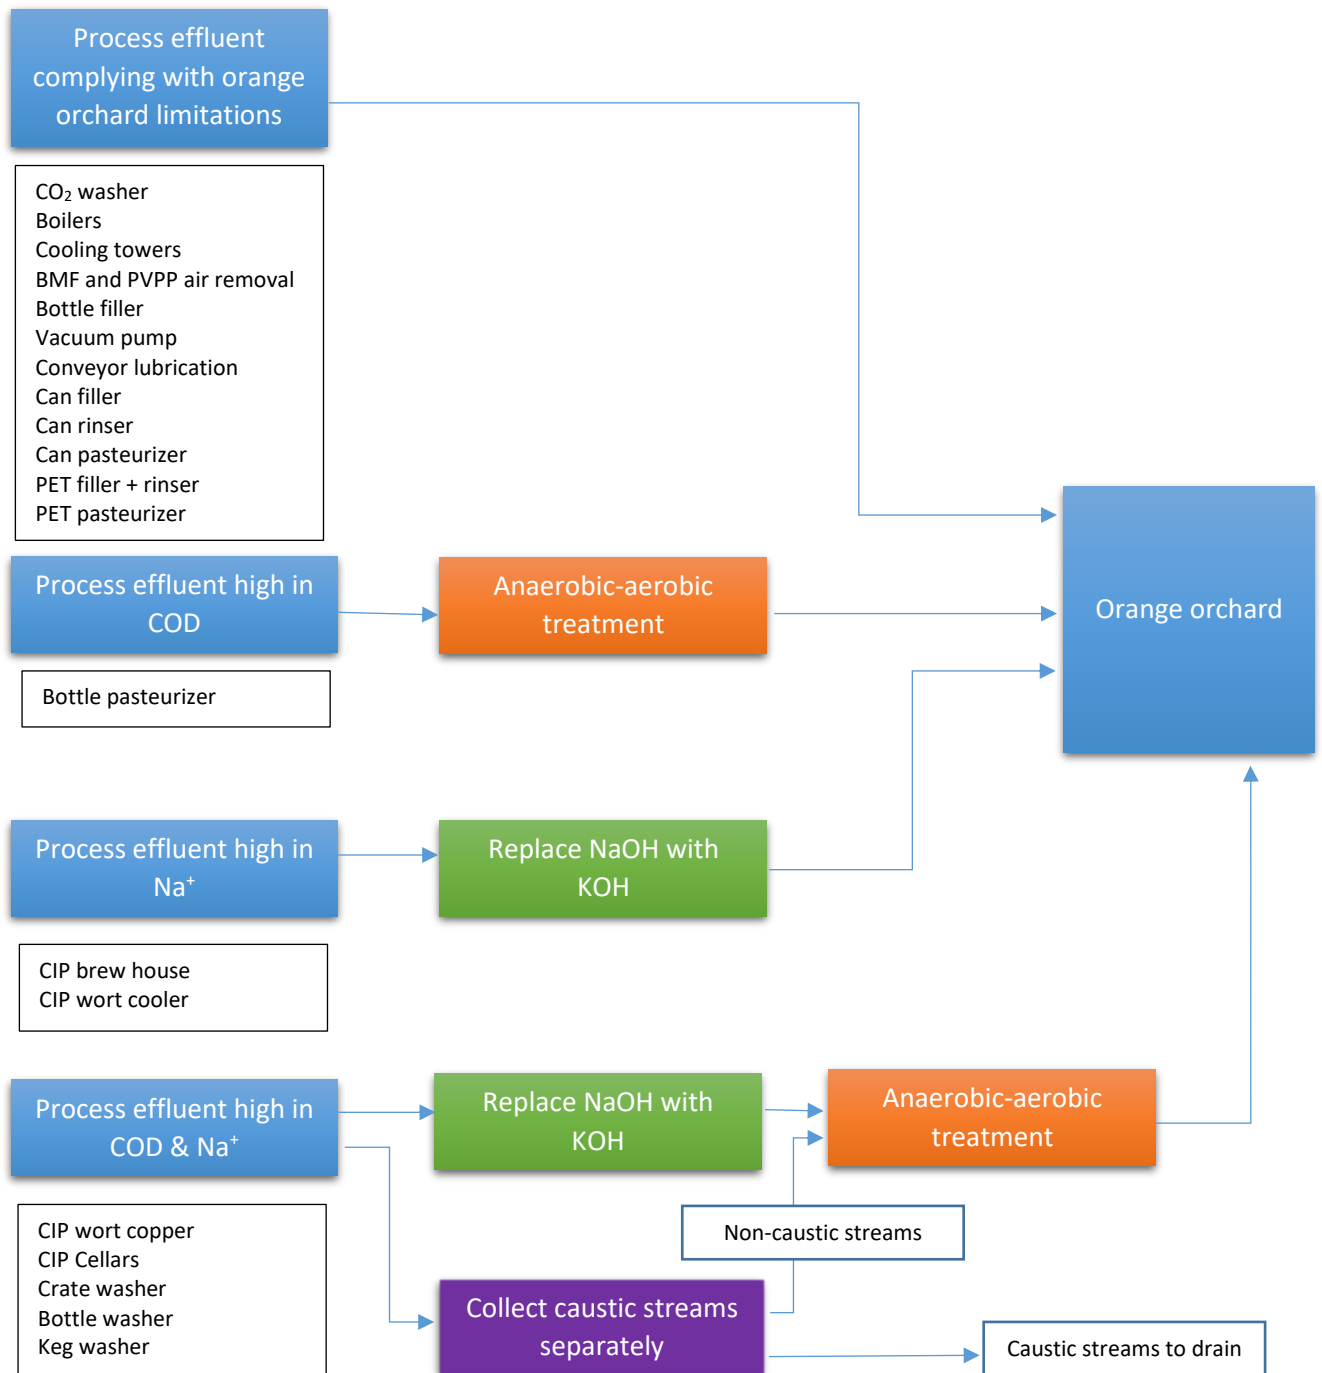 Process effluent
complying with orange
orchard limitations
CO₂ washer
Boilers
Cooling towers
BMF and PVPP air removal
Bottle filler
Vacuum pump
Conveyor lubrication
Can filler
Can rinser
Can pasteurizer
PET filler + rinser
PET pasteurizer
Process effluent high in
COD
Anaerobic-aerobic
treatment
Orange orchard
Bottle pasteurizer
Process effluent high in
Na⁺
Replace NaOH with
KOH
CIP brew house
CIP wort cooler
Process effluent high in
COD & Na⁺
Replace NaOH with
KOH
Anaerobic-aerobic
treatment
CIP wort copper
CIP Cellars
Crate washer
Bottle washer
Keg washer
Non-caustic streams
Collect caustic streams
separately
Caustic streams to drain